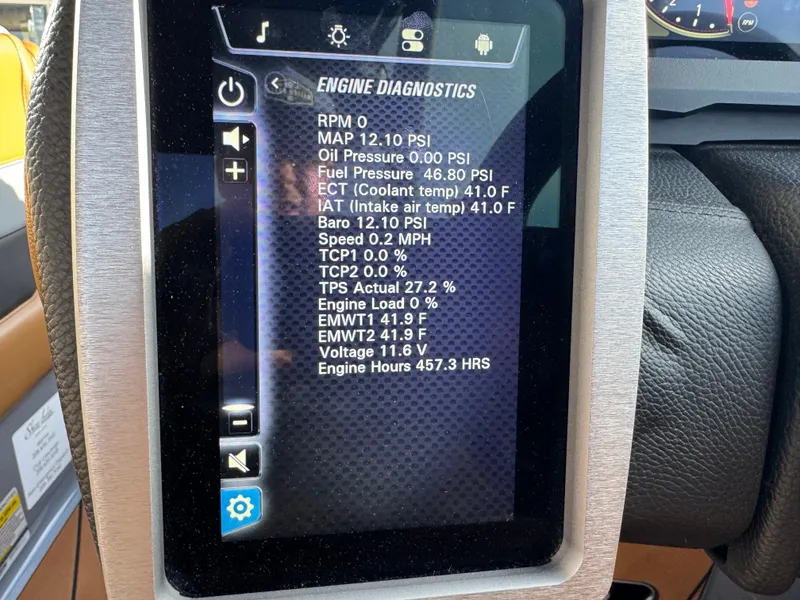 ENGINE DIAGNOSTICS
RPM 0
MAP 12.10 PSI
Oil Pressure 0.00 PSI
Fuel Pressure 46.80 PSI
ECT (Coolant temp) 41.0 F
IAT (Intake air temp) 41.0 F
Baro 12.10 PSI
Speed 0.2 MPH
TCP1 0.0 %
TCP2 0.0 %
TPS Actual 27.2 %
Engine Load 0 %
EMWT1 41.9 F
EMWT2 41.9 F
Voltage 11.6 V
Engine Hours 457.3 HRS
2 1
RPM